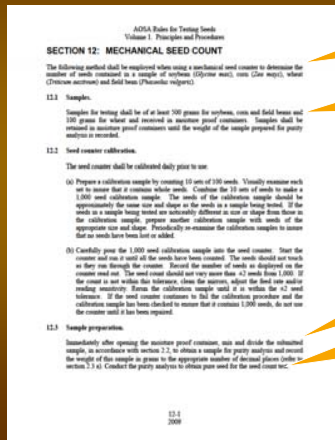 AOSA Rules for Testing Seeds
Volume 1. Principles and Procedures
SECTION 12: MECHANICAL SEED COUNT
The following method shall be employed when using a mechanical seed counter to determine the
number of seeds contained in a sample of soybean (Glycine max), corn (Zea mays), wheat
(Triticum aestivum) and field bean (Phaseolus vulgaris).
12.1 Samples.
Samples for testing shall be of at least 500 grams for soybean, corn and field beans and
100 grams for wheat and received in moisture proof containers. Samples shall be
retained in moisture proof containers until the weight of the sample prepared for purity
analysis is recorded.
12.2 Seed counter calibration.
The seed counter shall be calibrated daily prior to use.
(a) Prepare a calibration sample by counting 10 sets of 100 seeds. Visually examine each
set to insure that it contains whole seeds. Combine the 10 sets of seeds to make a
1,000 seed calibration sample. The seeds of the calibration sample should be
approximately the same size and shape as the seeds in a sample being tested. If the
seeds in a sample being tested are noticeably different in size or shape from those in
the calibration sample, prepare another calibration sample with seeds of the
appropriate size and shape. Periodically re-examine the calibration samples to insure
that no seeds have been lost or added.
(b) Carefully pour the 1,000 seed calibration sample into the seed counter. Start the
counter and run it until all the seeds have been counted. The seeds should not touch
as they run through the counter. Record the number of seeds as displayed on the
counter read out. The seed count should not vary more than ±2 seeds from 1,000. If
the count is not within this tolerance, clean the mirrors, adjust the feed rate and/or
reading sensitivity. Rerun the calibration sample until it is within the ±2 seed
tolerance. If the seed counter continues to fail the calibration procedure and the
calibration sample has been checked to ensure that it contains 1,000 seeds, do not use
the counter until it has been repaired.
12.3 Sample preparation.
Immediately after opening the moisture proof container, mix and divide the submitted
sample, in accordance with section 2.2, to obtain a sample for purity analysis and record
the weight of this sample in grams to the appropriate number of decimal places (refer to
section 2.3 a). Conduct the purity analysis to obtain pure seed for the seed count test.
12-1
2009